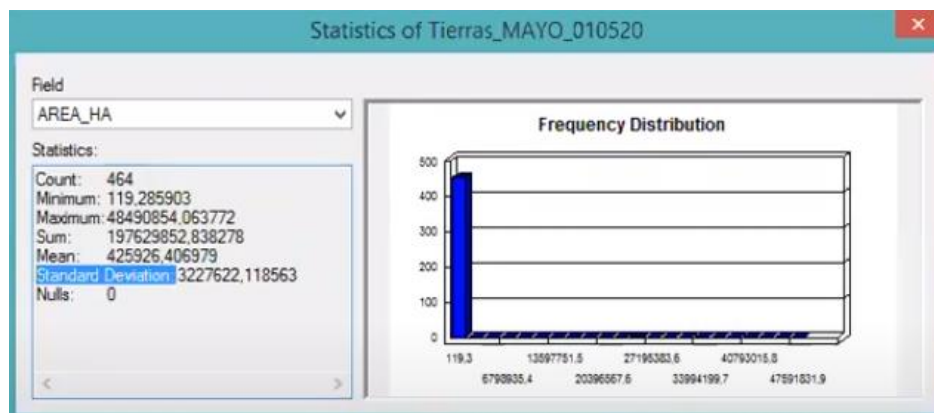 Statistics of Tierras_MAYO_010520
Field
AREA_HA
Statistics:
Count: 464
Minimum: 119,285903
Maximum: 48490854,063772
Sum: 197629852,838278
Mean: 425926,406979
Standard Deviation: 3227622,118563
Nulls: 0
Frequency Distribution
500
400
300
200
100
0
119,3 13597751,5 27195383,6 40793015,8
6798935,4 20396567,6 33994199,7 47591831,9